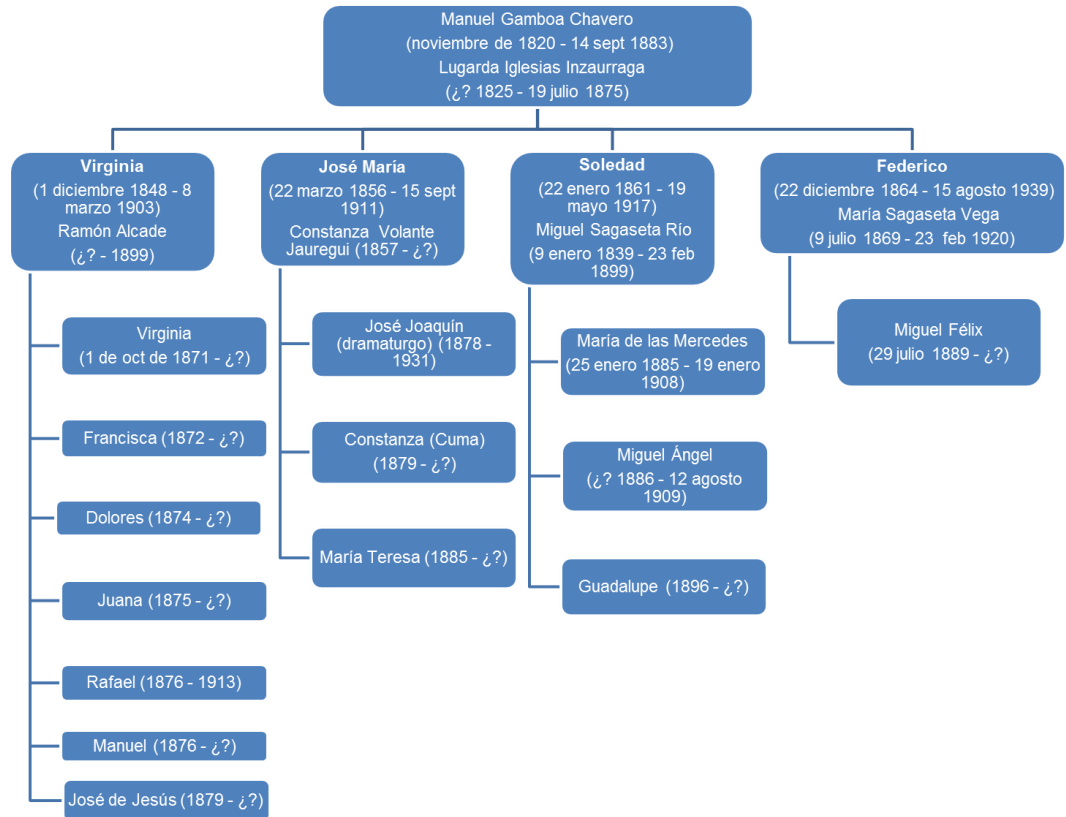 Manuel Gamboa Chavero
(noviembre de 1820 - 14 sept 1883)
Lugarda Iglesias Inzaurraga
(¿? 1825 - 19 julio 1875)
Virginia
(1 diciembre 1848 - 8
marzo 1903)
Ramón Alcade
(¿? - 1899)
Virginia
(1 de oct de 1871 - ¿?)
Francisca (1872 - ¿?)
Dolores (1874 - ¿?)
Juana (1875 - ¿?)
Rafael (1876 - 1913)
Manuel (1876 - ¿?)
José de Jesús (1879 - ¿?)
José María
(22 marzo 1856 - 15 sept
1911)
Constanza Volante
Jauregui (1857 - ¿?)
José Joaquín
(dramaturgo) (1878 -
1931)
Constanza (Cuma)
(1879 - ¿?)
María Teresa (1885 - ¿?)
Soledad
(22 enero 1861 - 19
mayo 1917)
Miguel Sagaseta Río
(9 enero 1839 - 23 feb
1899)
María de las Mercedes
(25 enero 1885 - 19 enero
1908)
Miguel Ángel
(¿? 1886 - 12 agosto
1909)
Guadalupe (1896 - ¿?)
Federico
(22 diciembre 1864 - 15 agosto 1939)
María Sagaseta Vega
(9 julio 1869 - 23 feb 1920)
Miguel Félix
(29 julio 1889 - ¿?)